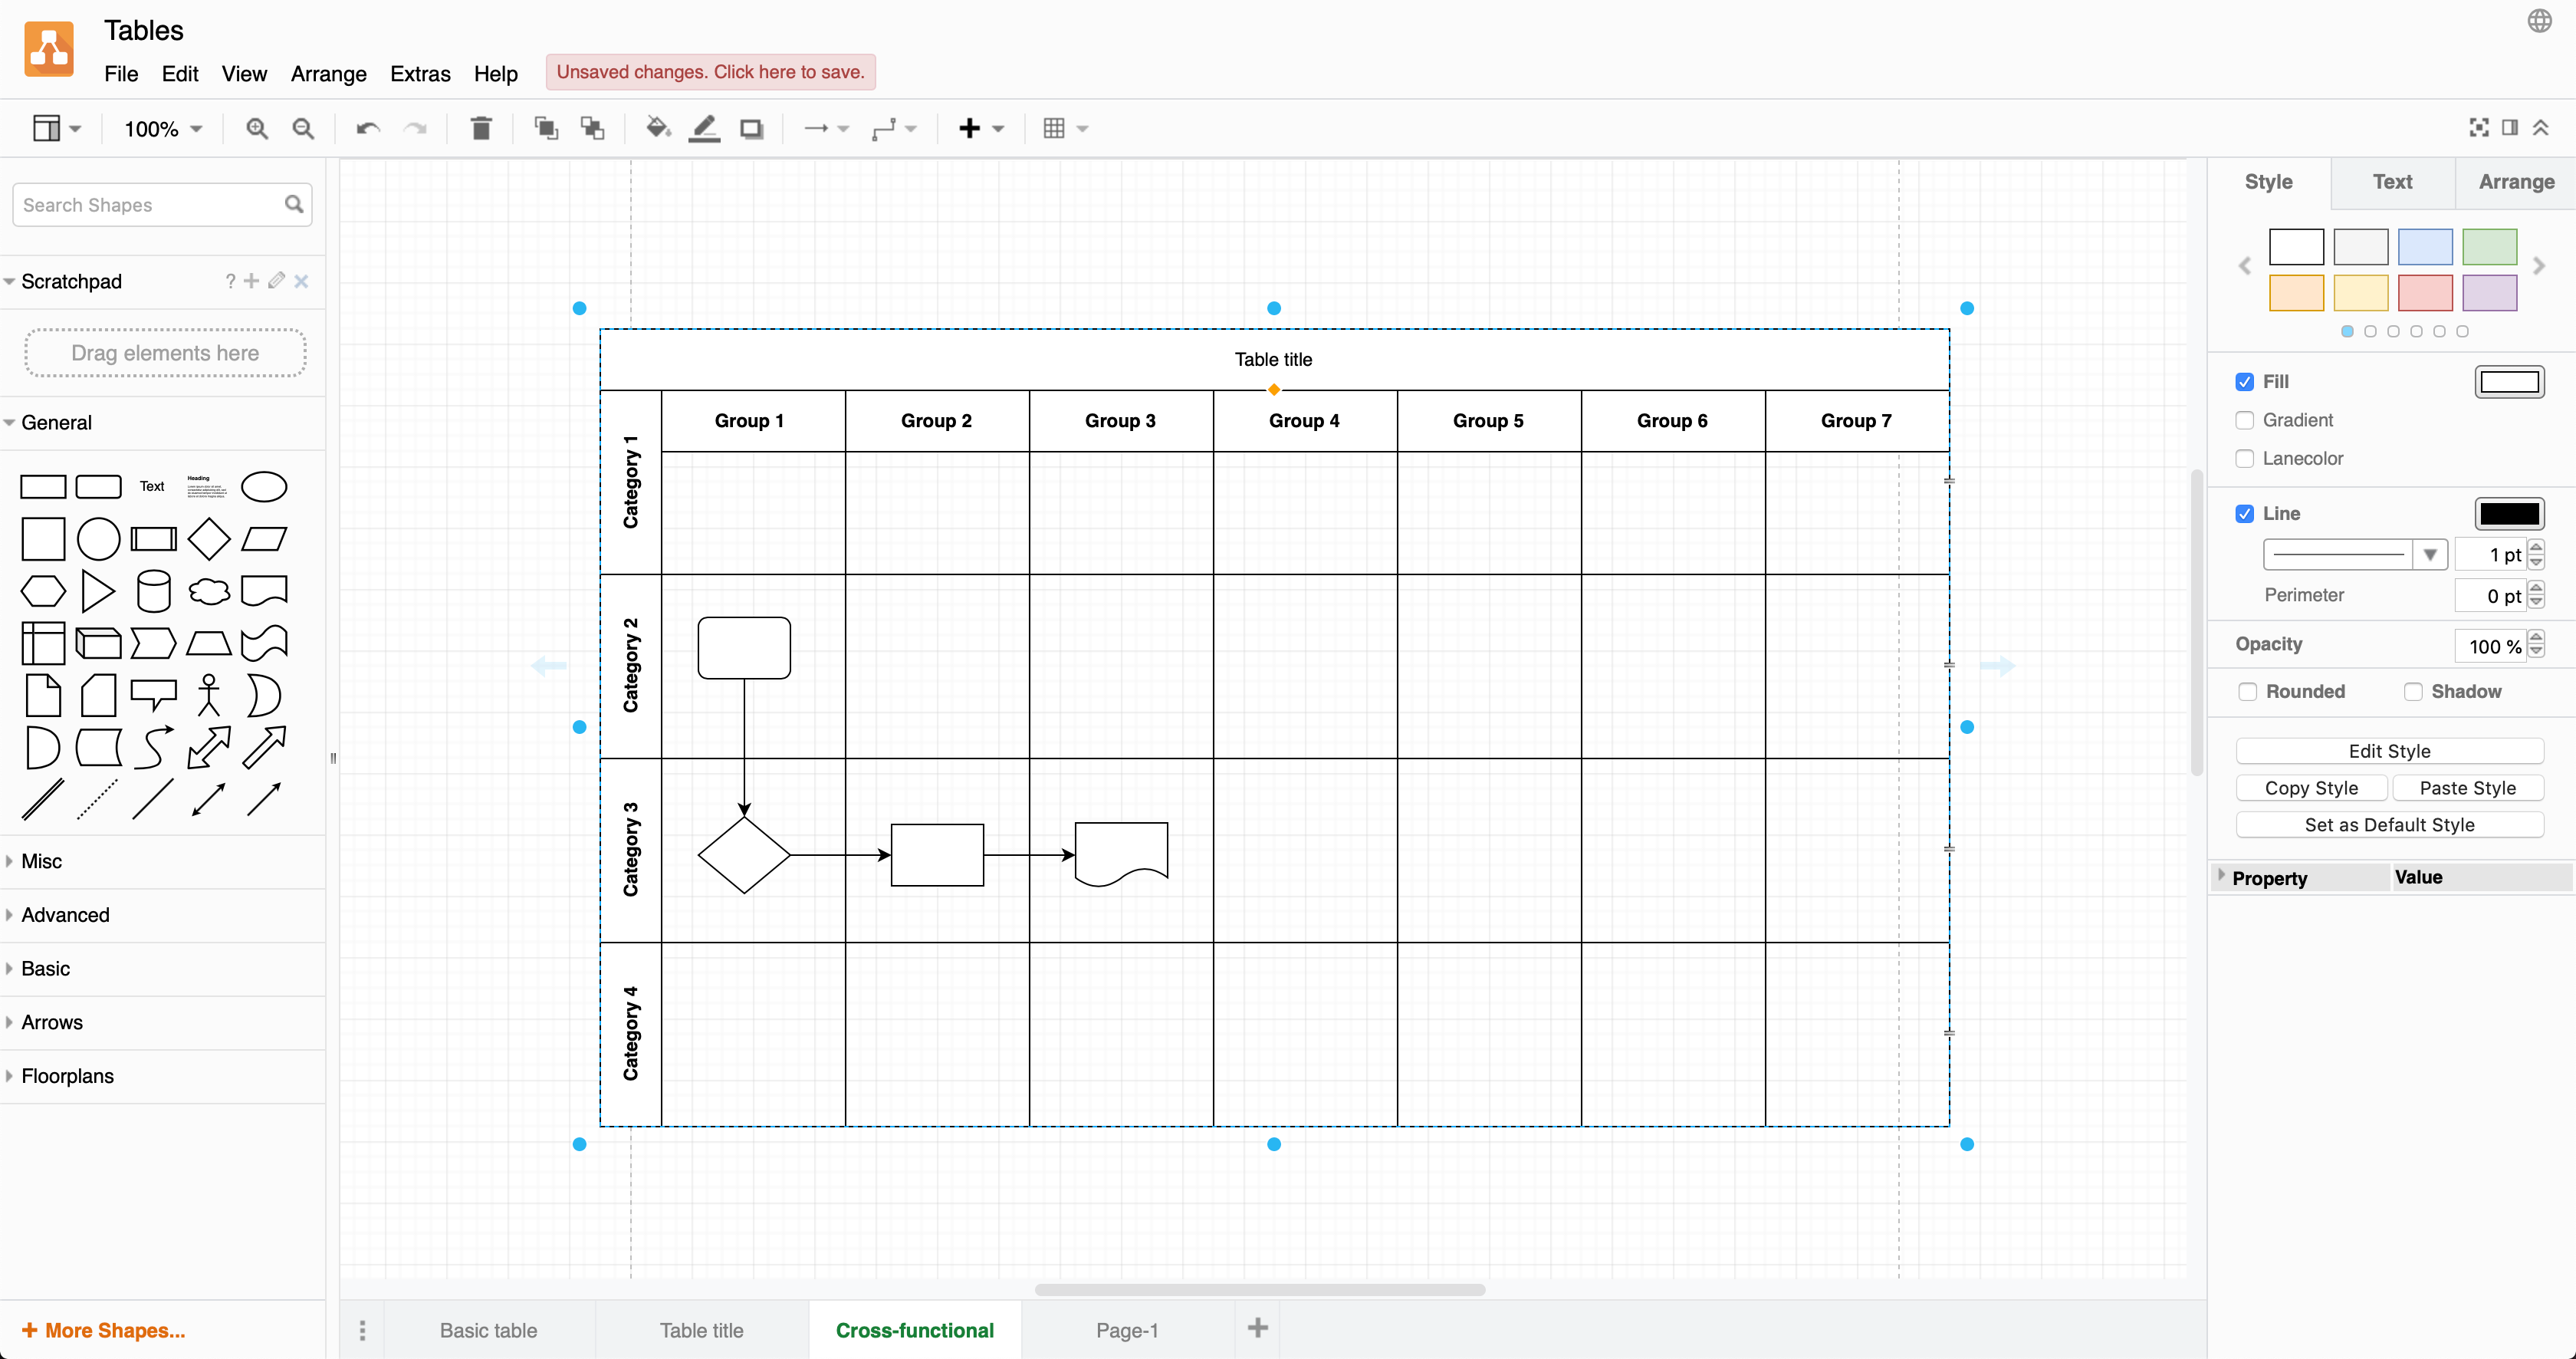 Tables
File Edit View Arrange Extras Help Unsaved changes. Click here to save.
100%
Search Shapes
Scratchpad ?
Drag elements here
General
Text Heading
Misc
Advanced
Basic
Arrows
Floorplans
+ More Shapes...
Table title
Group 1 Group 2 Group 3 Group 4 Group 5 Group 6 Group 7
Category 1
Category 2
Category 3
Category 4
Basic table Table title Cross-functional Page-1
Style Text Arrange
Fill
Gradient
Lanecolor
Line
1 pt
Perimeter 0 pt
Opacity 100 %
Rounded Shadow
Edit Style
Copy Style Paste Style
Set as Default Style
Property Value